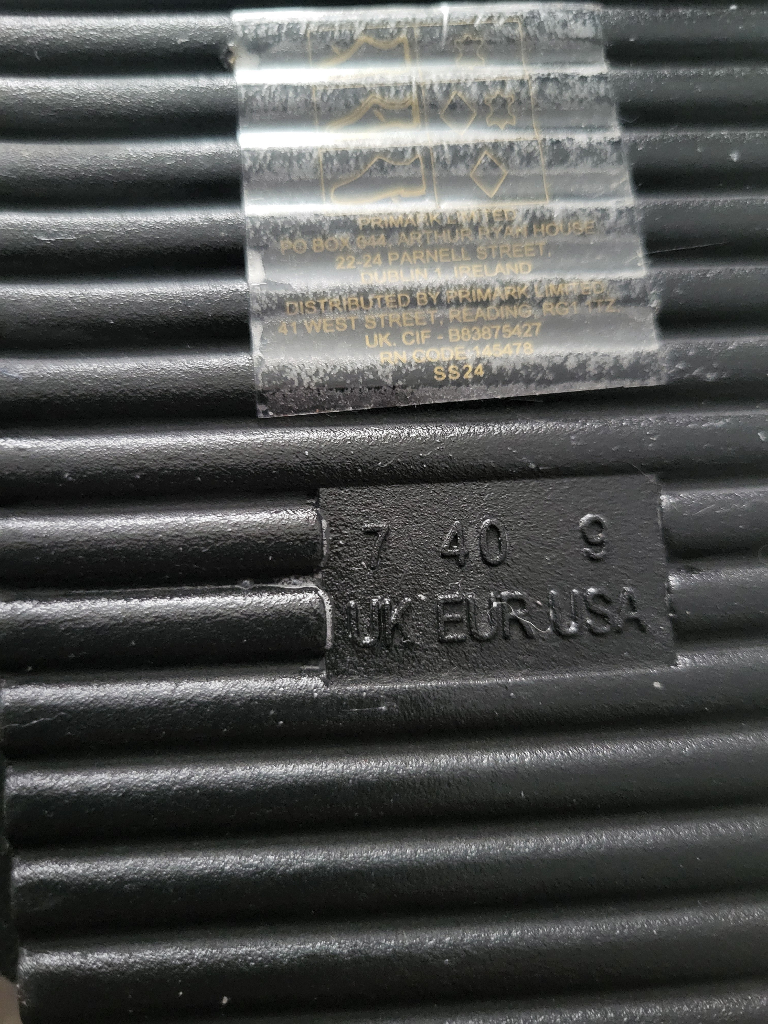 PRIMARK LIMITED,
PO BOX 644, ARTHUR RYAN HOUSE,
22-24 PARNELL STREET,
DUBLIN 1, IRELAND
DISTRIBUTED BY PRIMARK LIMITED,
41 WEST STREET, READING, RG1 1TZ,
UK. CIF - B83875427
RN CODE 145478
SS24
7 40 9
UK EUR USA